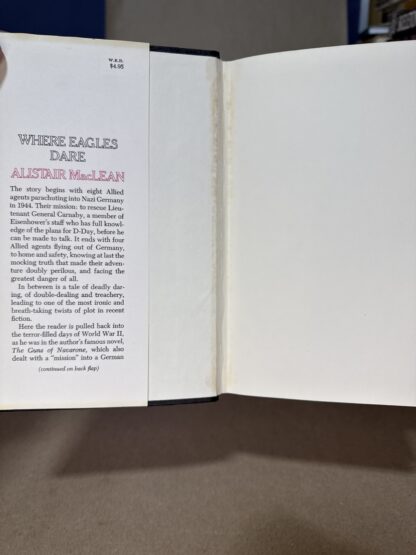 W.E.D.
$4.95
WHERE EAGLES
DARE
ALISTAIR MacLEAN
The story begins with eight Allied
agents parachuting into Nazi Germany
in 1944. Their mission: to rescue Lieu-
tenant General Carnaby, a member of
Eisenhower's staff who has full knowl-
edge of the plans for D-Day, before he
can be made to talk. It ends with four
Allied agents flying out of Germany,
to home and safety, knowing at last the
mocking truth that made their adven-
ture doubly perilous, and facing the
greatest danger of all.
In between is a tale of deadly dar-
ing, of double-dealing and treachery,
leading to one of the most ironic and
breath-taking twists of plot in recent
fiction.
Here the reader is pulled back into
the terror-filled days of World War II,
as he was in the author's famous novel,
The Guns of Navarone, which also
dealt with a "mission" into a German
(continued on back flap)